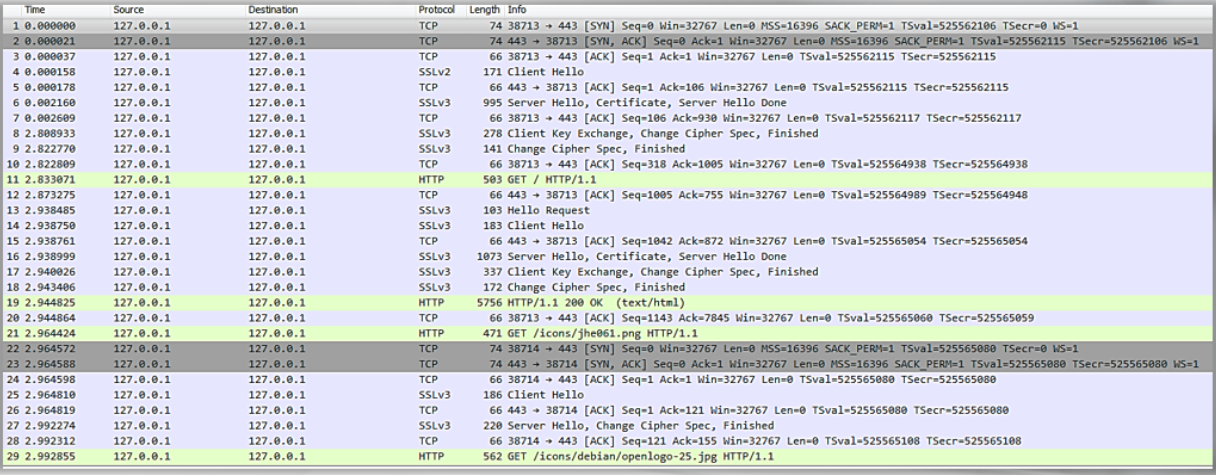 Time Source Destination Protocol Length Info
1 0.000000 127.0.0.1 127.0.0.1 TCP 74 38713 → 443 [SYN] Seq=0 Win=32767 Len=0 MSS=16396 SACK_PERM=1 TSval=525562106 TSecr=0 WS=1
2 0.000021 127.0.0.1 127.0.0.1 TCP 74 443 → 38713 [SYN, ACK] Seq=0 Ack=1 Win=32767 Len=0 MSS=16396 SACK_PERM=1 TSval=525562115 TSecr=525562106 WS=1
3 0.000037 127.0.0.1 127.0.0.1 TCP 66 38713 → 443 [ACK] Seq=1 Ack=1 Win=32767 Len=0 TSval=525562115 TSecr=525562115
4 0.000158 127.0.0.1 127.0.0.1 SSLv2 171 Client Hello
5 0.000178 127.0.0.1 127.0.0.1 TCP 66 443 → 38713 [ACK] Seq=1 Ack=106 Win=32767 Len=0 TSval=525562115 TSecr=525562115
6 0.002160 127.0.0.1 127.0.0.1 SSLv3 995 Server Hello, Certificate, Server Hello Done
7 0.002609 127.0.0.1 127.0.0.1 TCP 66 38713 → 443 [ACK] Seq=106 Ack=930 Win=32767 Len=0 TSval=525562117 TSecr=525562117
8 2.808933 127.0.0.1 127.0.0.1 SSLv3 278 Client Key Exchange, Change Cipher Spec, Finished
9 2.822770 127.0.0.1 127.0.0.1 SSLv3 141 Change Cipher Spec, Finished
10 2.822809 127.0.0.1 127.0.0.1 TCP 66 38713 → 443 [ACK] Seq=318 Ack=1005 Win=32767 Len=0 TSval=525564938 TSecr=525564938
11 2.833071 127.0.0.1 127.0.0.1 HTTP 503 GET / HTTP/1.1
12 2.873275 127.0.0.1 127.0.0.1 TCP 66 443 → 38713 [ACK] Seq=1005 Ack=755 Win=32767 Len=0 TSval=525564989 TSecr=525564948
13 2.938485 127.0.0.1 127.0.0.1 SSLv3 103 Hello Request
14 2.938750 127.0.0.1 127.0.0.1 SSLv3 183 Client Hello
15 2.938761 127.0.0.1 127.0.0.1 TCP 66 443 → 38713 [ACK] Seq=1042 Ack=872 Win=32767 Len=0 TSval=525565054 TSecr=525565054
16 2.938999 127.0.0.1 127.0.0.1 SSLv3 1073 Server Hello, Certificate, Server Hello Done
17 2.940026 127.0.0.1 127.0.0.1 SSLv3 337 Client Key Exchange, Change Cipher Spec, Finished
18 2.943406 127.0.0.1 127.0.0.1 SSLv3 172 Change Cipher Spec, Finished
19 2.944825 127.0.0.1 127.0.0.1 HTTP 5756 HTTP/1.1 200 OK (text/html)
20 2.944864 127.0.0.1 127.0.0.1 TCP 66 38713 → 443 [ACK] Seq=1143 Ack=7845 Win=32767 Len=0 TSval=525565060 TSecr=525565059
21 2.964424 127.0.0.1 127.0.0.1 HTTP 471 GET /icons/jhe061.png HTTP/1.1
22 2.964572 127.0.0.1 127.0.0.1 TCP 74 38714 → 443 [SYN] Seq=0 Win=32767 Len=0 MSS=16396 SACK_PERM=1 TSval=525565080 TSecr=0 WS=1
23 2.964588 127.0.0.1 127.0.0.1 TCP 74 443 → 38714 [SYN, ACK] Seq=0 Ack=1 Win=32767 Len=0 MSS=16396 SACK_PERM=1 TSval=525565080 TSecr=525565080 WS=1
24 2.964598 127.0.0.1 127.0.0.1 TCP 66 38714 → 443 [ACK] Seq=1 Ack=1 Win=32767 Len=0 TSval=525565080 TSecr=525565080
25 2.964810 127.0.0.1 127.0.0.1 SSLv3 186 Client Hello
26 2.964819 127.0.0.1 127.0.0.1 TCP 66 443 → 38714 [ACK] Seq=1 Ack=121 Win=32767 Len=0 TSval=525565080 TSecr=525565080
27 2.992274 127.0.0.1 127.0.0.1 SSLv3 220 Server Hello, Change Cipher Spec, Finished
28 2.992312 127.0.0.1 127.0.0.1 TCP 66 38714 → 443 [ACK] Seq=121 Ack=155 Win=32767 Len=0 TSval=525565108 TSecr=525565108
29 2.992855 127.0.0.1 127.0.0.1 HTTP 562 GET /icons/debian/openlogo-25.jpg HTTP/1.1